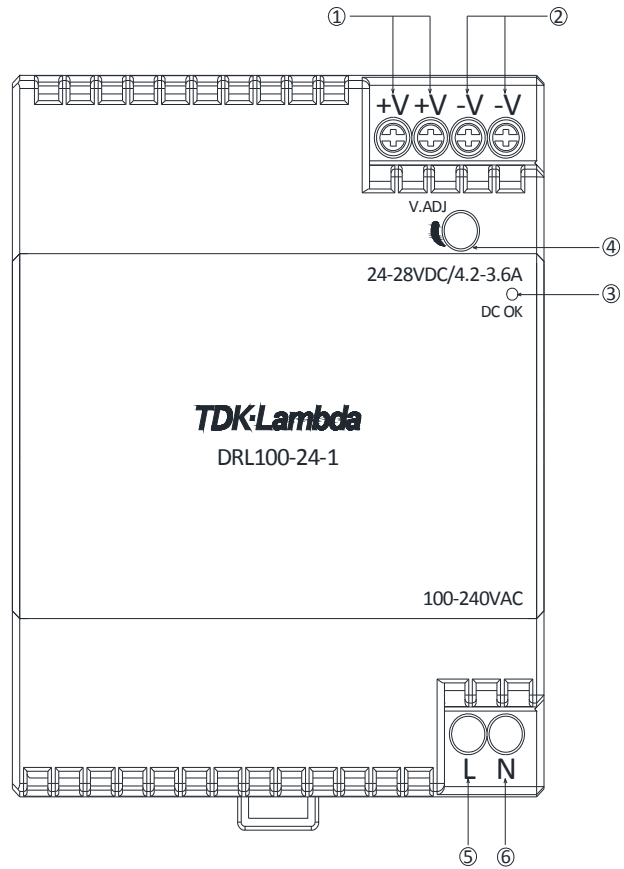 ① ②
+V +V -V -V
V.ADJ
④
24-28VDC/4.2-3.6A
③
DC OK
TDK·Lambda
DRL100-24-1
100-240VAC
L N
⑤ ⑥